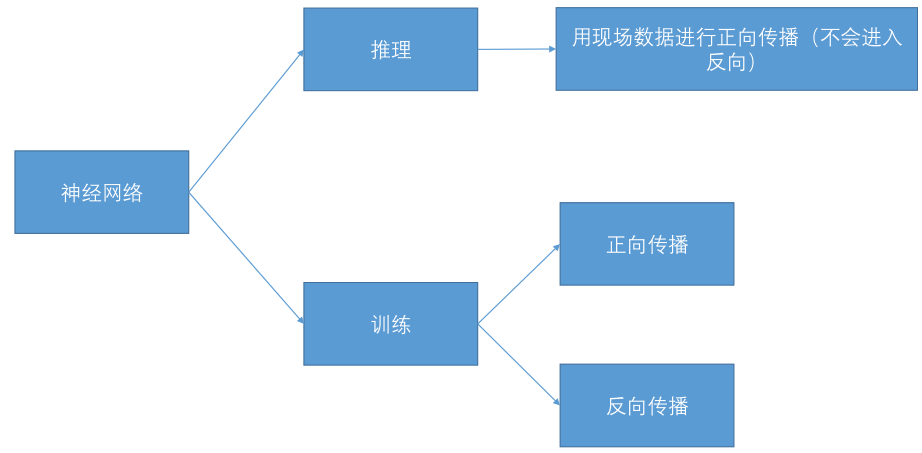 推理
用现场数据进行正向传播（不会进入
反向）
神经网络
正向传播
训练
反向传播